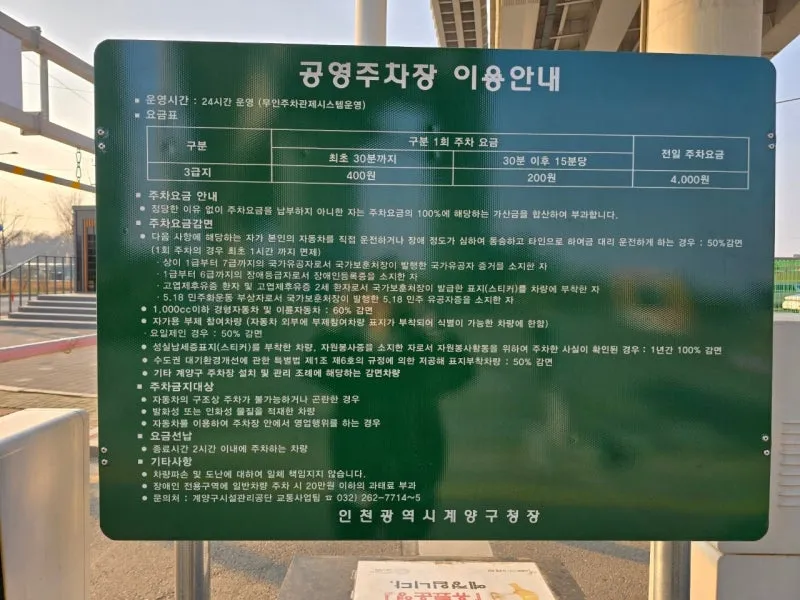 공영주차장 이용안내
▪ 운영시간 : 24시간 운영 (무인주차관제시스템운영)
▪ 요금표
구분 구분 1회 주차 요금 전일 주차요금
최초 30분까지 30분 이후 15분당
3급지 400원 200원 4,000원
▪ 주차요금 안내
● 정당한 이유 없이 주차요금을 납부하지 아니한 자는 주차요금의 100%에 해당하는 가산금을 합산하여 부과합니다.
▪ 주차요금감면
● 다음 사항에 해당하는 자가 본인의 자동차를 직접 운전하거나 장애 정도가 심하여 동승하고 타인으로 하여금 대리 운전하게 하는 경우 : 50%감면
(1회 주차의 경우 최초 1시간 까지 면제)
· 상이 1급부터 7급까지의 국가유공자로서 국가보훈처장이 발행한 국가유공자 증거를 소지한 자
· 1급부터 6급까지의 장애등급자로서 장애인등록증을 소지한 자
· 고엽제후유증 환자 및 고엽제후유증 2세 환자로서 국가보훈처장이 발급한 표지(스티커)를 차량에 부착한 자
· 5.18 민주화운동 부상자로서 국가보훈처장이 발행한 5.18 민주 유공자증을 소지한 자
● 1,000cc이하 경형자동차 및 이륜자동차 : 60% 감면
● 자가용 부제 참여차량 (자동차 외부에 부제참여차량 표지가 부착되어 식별이 가능한 차량에 한함)
요일제인 경우 : 50% 감면
● 성실납세증표지(스티커)를 부착한 차량, 자원봉사증을 소지한 자로서 자원봉사활동을 위하여 주차한 사실이 확인된 경우 : 1년간 100% 감면
● 수도권 대기환경개선에 관한 특별법 제1조 제6호의 규정에 의한 저공해 표지부착차량 : 50% 감면
● 기타 계양구 주차장 설치 및 관리 조례에 해당하는 감면차량
▪ 주차금지대상
● 자동차의 구조상 주차가 불가능하거나 곤란한 경우
● 발화성 또는 인화성 물질을 적재한 차량
● 자동차를 이용하여 주차장 안에서 영업행위를 하는 경우
▪ 요금선납
● 종료시간 2시간 이내에 주차하는 차량
▪ 기타사항
● 차량파손 및 도난에 대하여 일체 책임지지 않습니다.
● 장애인 전용구역에 일반차량 주차 시 20만원 이하의 과태료 부과
● 문의처 : 계양구시설관리공단 교통사업팀 ☎ 032) 262-7714~5
인천광역시계양구청장